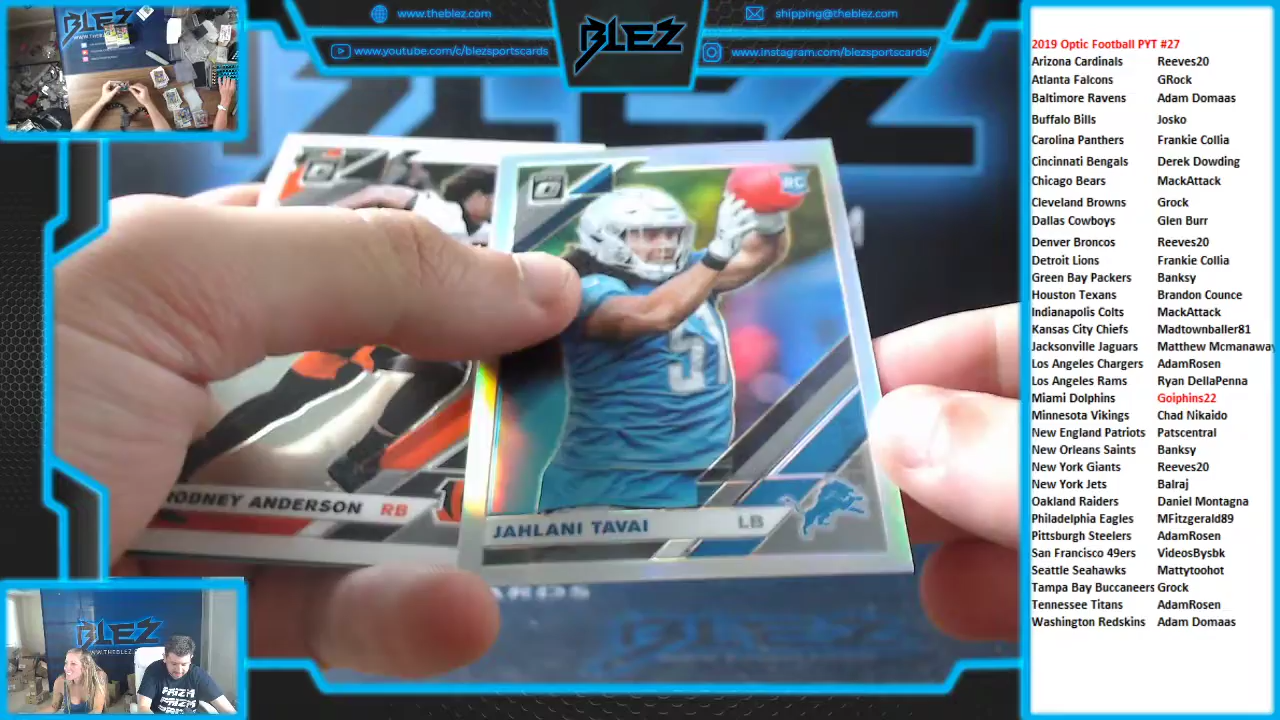 BLEZ
www.theblez.com
www.youtube.com/c/blezsportscards
BLEZ
shipping@theblez.com
www.instagram.com/blezsportscards/
RC
51
JAHLANI TAVAI LB
RODNEY ANDERSON RB
BLEZ
WWW.THEBLEZ.COM
PRIZM
2019 Optic Football PYT #27
Arizona Cardinals Reeves20
Atlanta Falcons GRock
Baltimore Ravens Adam Domaas
Buffalo Bills Josko
Carolina Panthers Frankie Collia
Cincinnati Bengals Derek Dowding
Chicago Bears MackAttack
Cleveland Browns Grock
Dallas Cowboys Glen Burr
Denver Broncos Reeves20
Detroit Lions Frankie Collia
Green Bay Packers Banksy
Houston Texans Brandon Counce
Indianapolis Colts MackAttack
Kansas City Chiefs Madtownballer81
Jacksonville Jaguars Matthew Mcmanaway
Los Angeles Chargers AdamRosen
Los Angeles Rams Ryan DellaPenna
Miami Dolphins Goiphins22
Minnesota Vikings Chad Nikaido
New England Patriots Patscentral
New Orleans Saints Banksy
New York Giants Reeves20
New York Jets Balraj
Oakland Raiders Daniel Montagna
Philadelphia Eagles MFitzgerald89
Pittsburgh Steelers AdamRosen
San Francisco 49ers VideosBysbk
Seattle Seahawks Mattytoohot
Tampa Bay Buccaneers Grock
Tennessee Titans AdamRosen
Washington Redskins Adam Domaas